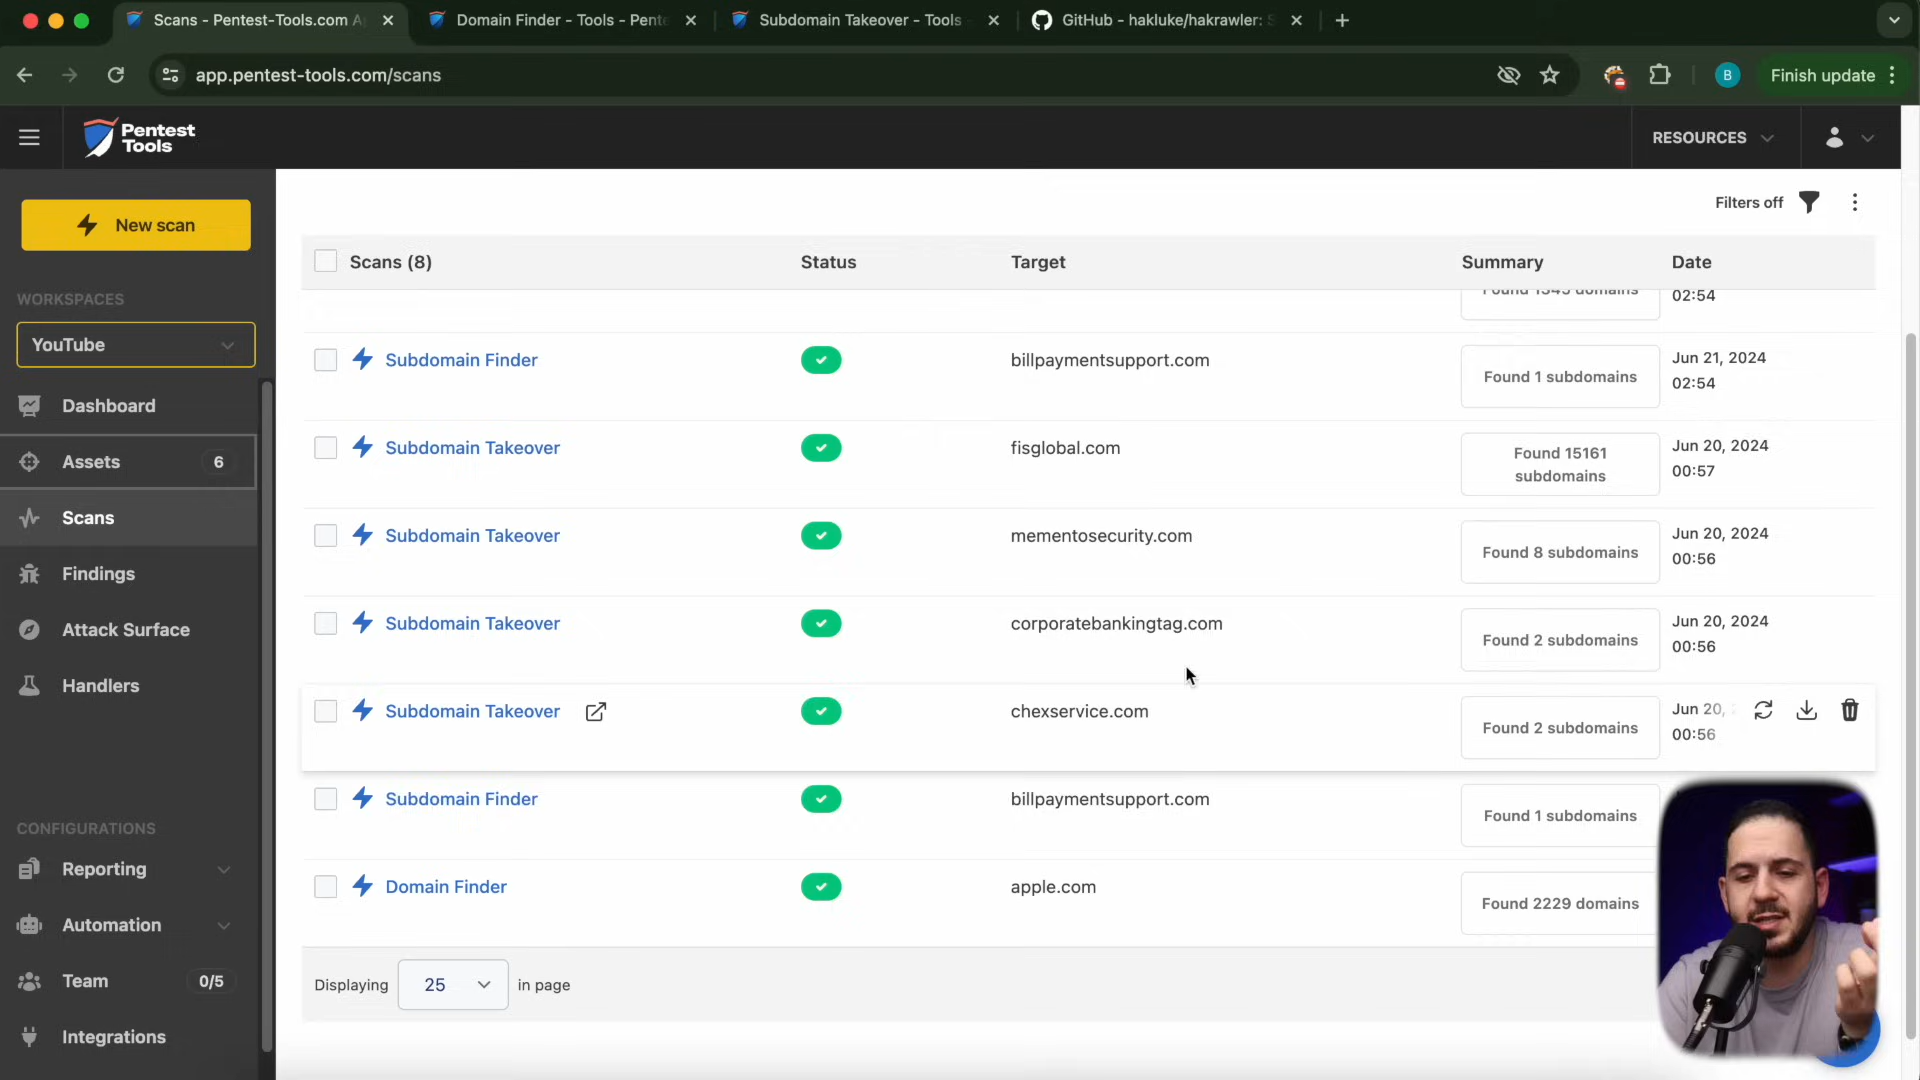 Scans - Pentest-Tools.com A
Domain Finder - Tools - Pente
Subdomain Takeover - Tools -
GitHub - hakluke/hakrawler: S
app.pentest-tools.com/scans
B
Finish update
Pentest
Tools
RESOURCES
New scan
WORKSPACES
YouTube
Dashboard
Assets 6
Scans
Findings
Attack Surface
Handlers
CONFIGURATIONS
Reporting
Automation
Team 0/5
Integrations
Filters off
Scans (8) Status Target Summary Date
Found 1345 domains
02:54
Subdomain Finder billpaymentsupport.com Found 1 subdomains Jun 21, 2024
02:54
Subdomain Takeover fisglobal.com Found 15161 subdomains Jun 20, 2024
00:57
Subdomain Takeover mementosecurity.com Found 8 subdomains Jun 20, 2024
00:56
Subdomain Takeover corporatebankingtag.com Found 2 subdomains Jun 20, 2024
00:56
Subdomain Takeover chexservice.com Found 2 subdomains Jun 20,
00:56
Subdomain Finder billpaymentsupport.com Found 1 subdomains
Domain Finder apple.com Found 2229 domains
Displaying 25 in page